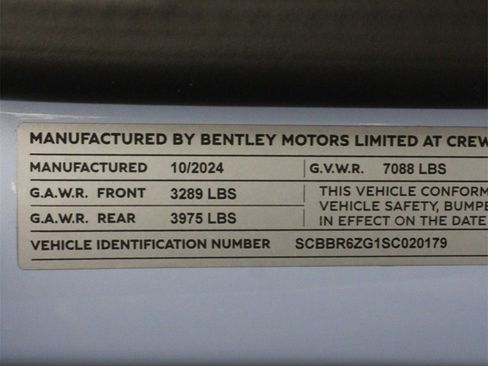 MANUFACTURED BY BENTLEY MOTORS LIMITED AT CREW
MANUFACTURED 10/2024 G.V.W.R. 7088 LBS
G.A.W.R. FRONT 3289 LBS THIS VEHICLE CONFORM
VEHICLE SAFETY, BUMPE
G.A.W.R. REAR 3975 LBS IN EFFECT ON THE DATE
VEHICLE IDENTIFICATION NUMBER SCBBR6ZG1SC020179